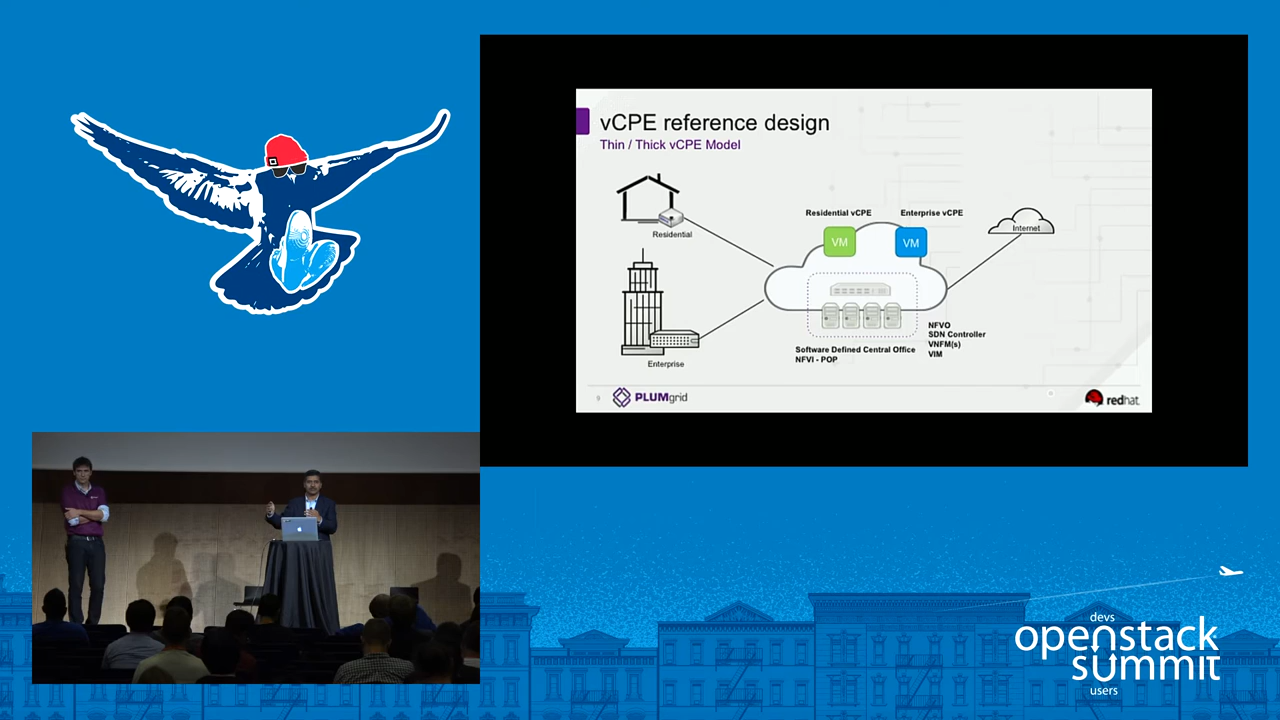 vCPE reference design
Thin / Thick vCPE Model
Residential
Enterprise
Residential vCPE
Enterprise vCPE
VM
VM
Internet
Software Defined Central Office
NFVI - POP
NFVO
SDN Controller
VNFM(s)
VIM
9
PLUMgrid
redhat.
devs
openstack
summit
users